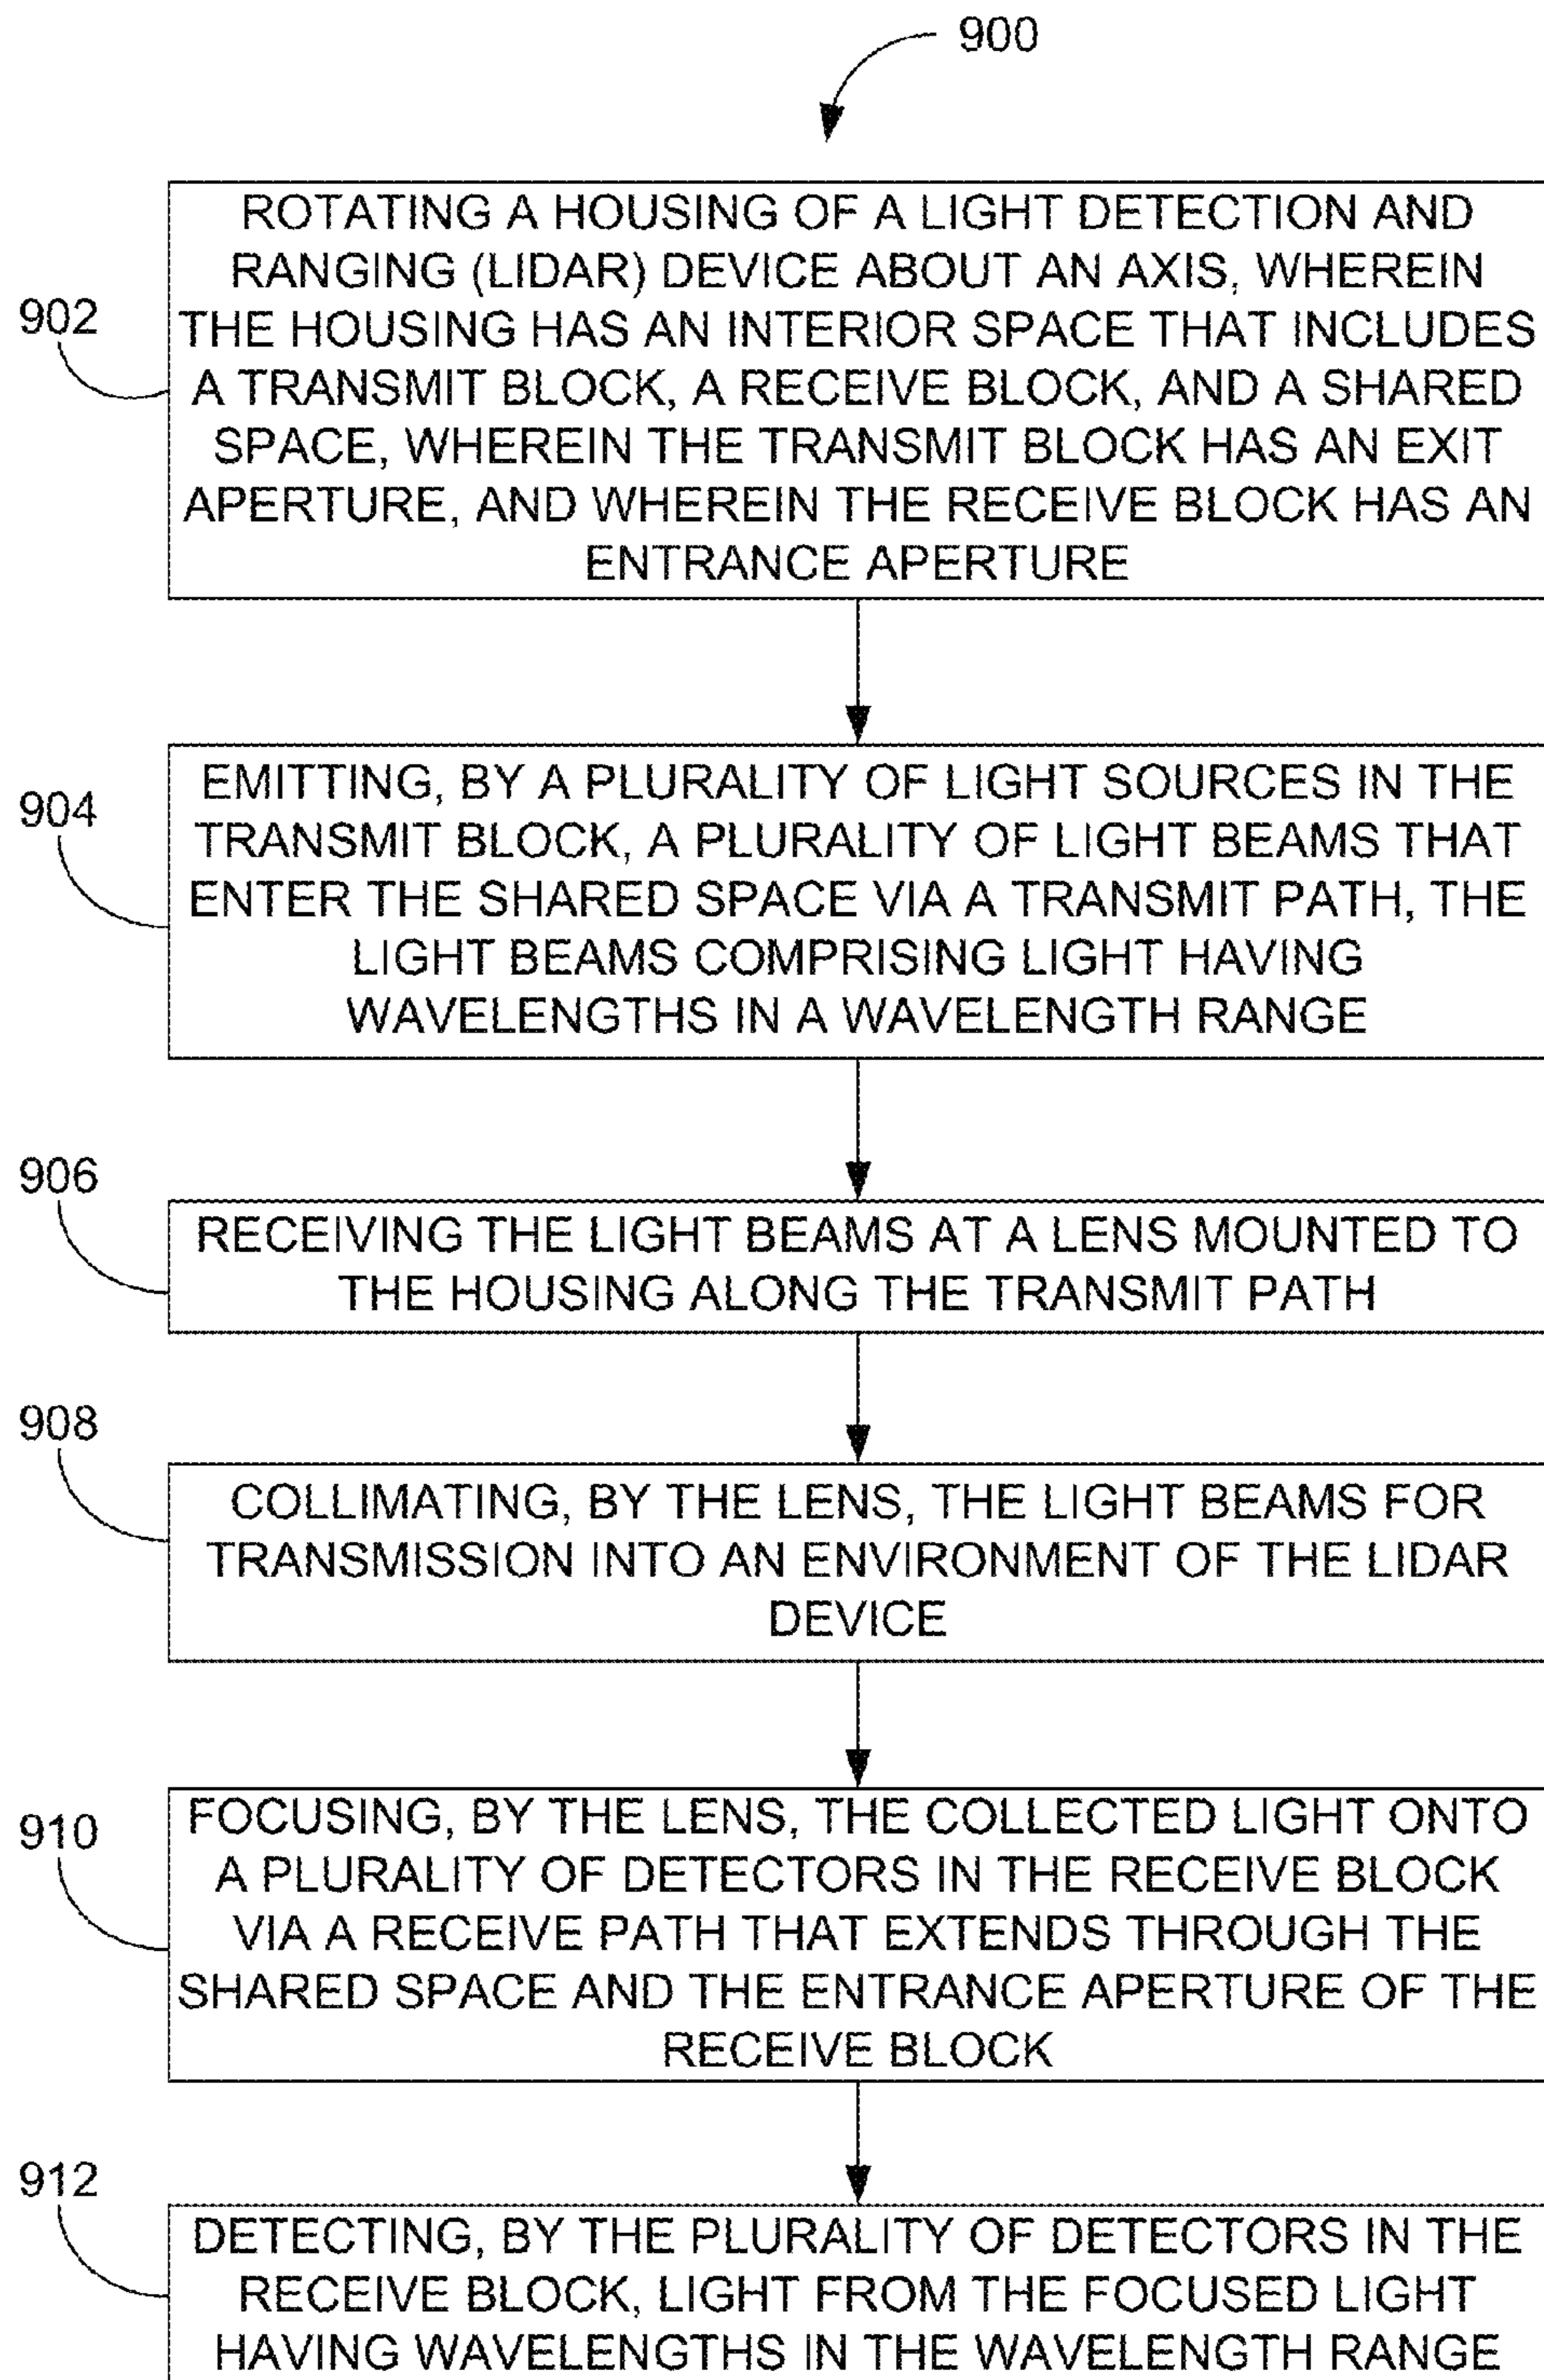 900
902
ROTATING A HOUSING OF A LIGHT DETECTION AND
RANGING (LIDAR) DEVICE ABOUT AN AXIS, WHEREIN
THE HOUSING HAS AN INTERIOR SPACE THAT INCLUDES
A TRANSMIT BLOCK, A RECEIVE BLOCK, AND A SHARED
SPACE, WHEREIN THE TRANSMIT BLOCK HAS AN EXIT
APERTURE, AND WHEREIN THE RECEIVE BLOCK HAS AN
ENTRANCE APERTURE
904
EMITTING, BY A PLURALITY OF LIGHT SOURCES IN THE
TRANSMIT BLOCK, A PLURALITY OF LIGHT BEAMS THAT
ENTER THE SHARED SPACE VIA A TRANSMIT PATH, THE
LIGHT BEAMS COMPRISING LIGHT HAVING
WAVELENGTHS IN A WAVELENGTH RANGE
906
RECEIVING THE LIGHT BEAMS AT A LENS MOUNTED TO
THE HOUSING ALONG THE TRANSMIT PATH
908
COLLIMATING, BY THE LENS, THE LIGHT BEAMS FOR
TRANSMISSION INTO AN ENVIRONMENT OF THE LIDAR
DEVICE
910
FOCUSING, BY THE LENS, THE COLLECTED LIGHT ONTO
A PLURALITY OF DETECTORS IN THE RECEIVE BLOCK
VIA A RECEIVE PATH THAT EXTENDS THROUGH THE
SHARED SPACE AND THE ENTRANCE APERTURE OF THE
RECEIVE BLOCK
912
DETECTING, BY THE PLURALITY OF DETECTORS IN THE
RECEIVE BLOCK, LIGHT FROM THE FOCUSED LIGHT
HAVING WAVELENGTHS IN THE WAVELENGTH RANGE